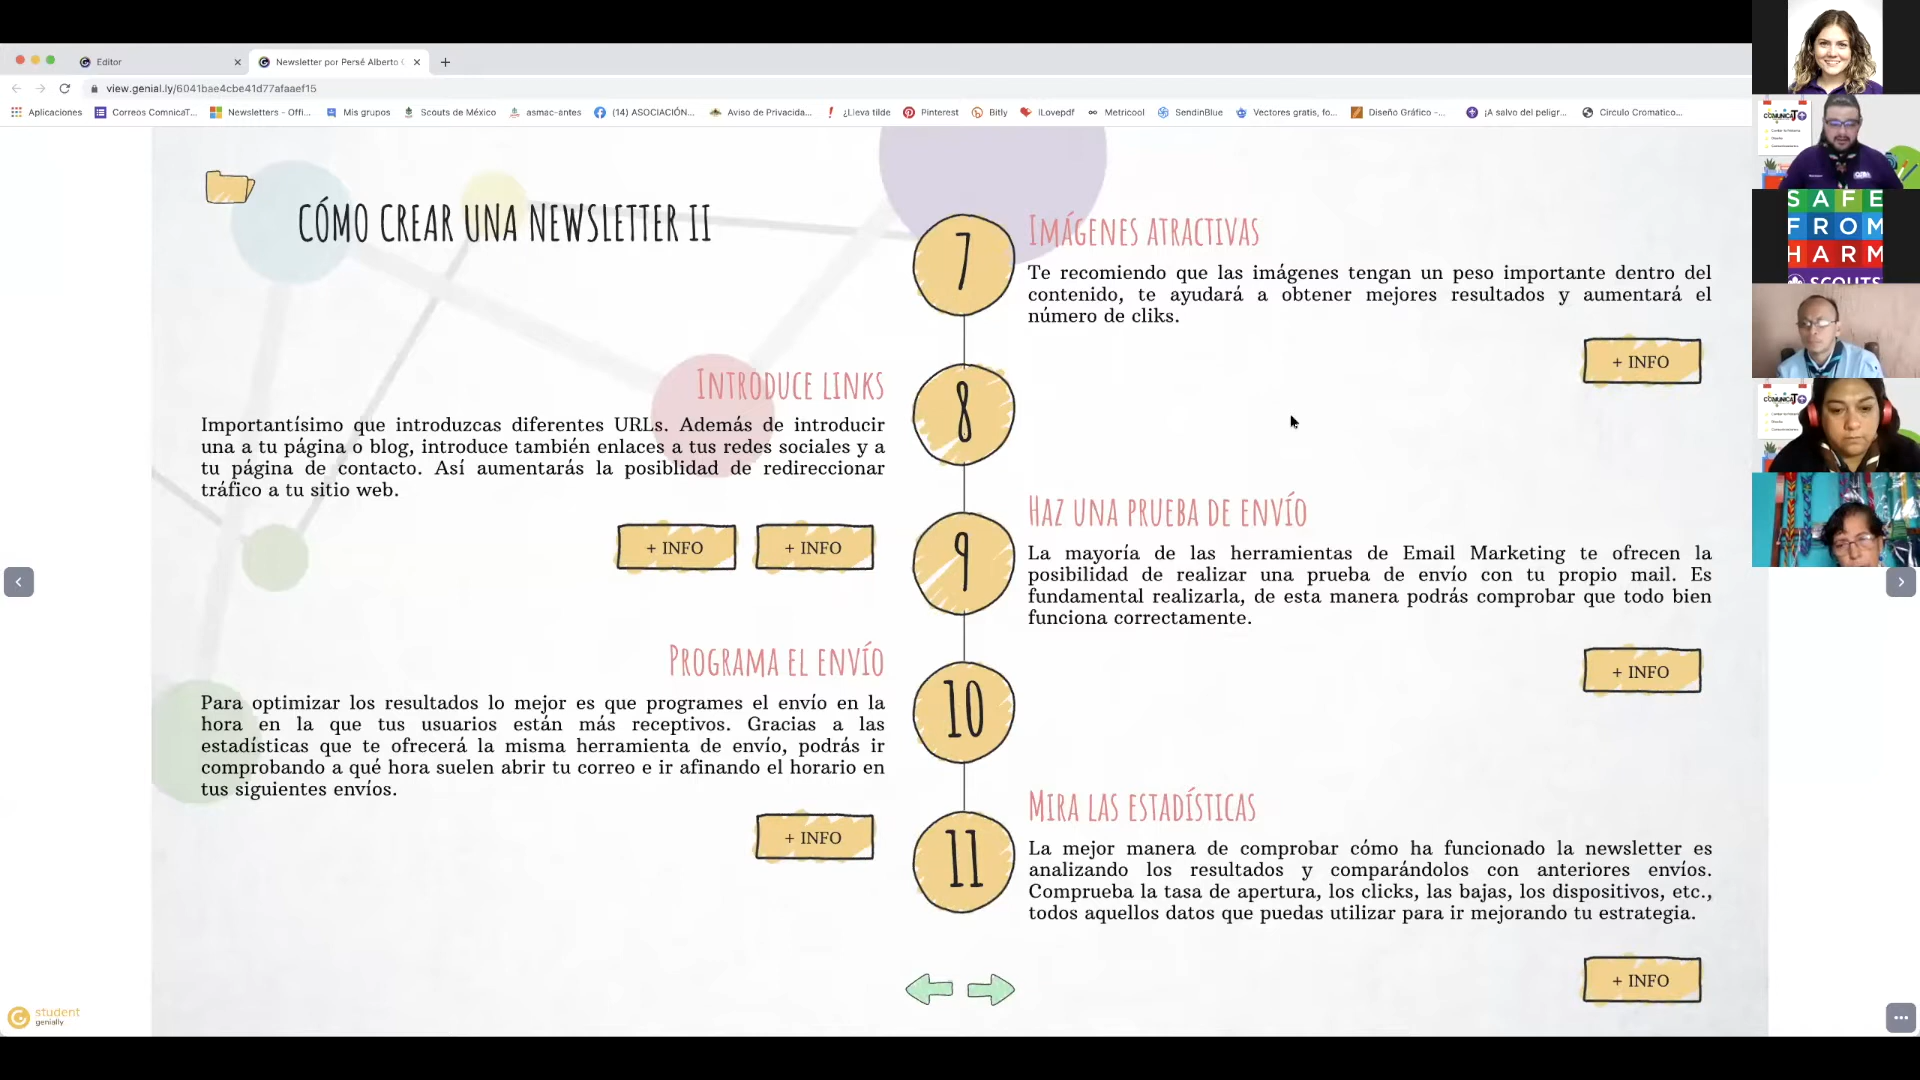 Editor
Newsletter por Persé Alberto
view.genial.ly/6041bae4cbe41d77afaaef15
Aplicaciones
Correos ComnicaT...
Newsletters - Offi...
Mis grupos
Scouts de México
asmac-antes
(14) ASOCIACIÓN...
Aviso de Privacida...
¿Lleva tilde
Pinterest
Bitly
iLovepdf
Metricool
SendinBlue
Vectores gratis, fo...
Diseño Gráfico -...
¡A salvo del peligr...
Circulo Cromatico...
CÓMO CREAR UNA NEWSLETTER II
7
IMÁGENES ATRACTIVAS
Te recomiendo que las imágenes tengan un peso importante dentro del
contenido, te ayudará a obtener mejores resultados y aumentará el
número de cliks.
+ INFO
8
INTRODUCE LINKS
Importantísimo que introduzcas diferentes URLs. Además de introducir
una a tu página o blog, introduce también enlaces a tus redes sociales y a
tu página de contacto. Así aumentarás la posiblidad de redireccionar
tráfico a tu sitio web.
+ INFO
+ INFO
9
HAZ UNA PRUEBA DE ENVÍO
La mayoría de las herramientas de Email Marketing te ofrecen la
posibilidad de realizar una prueba de envío con tu propio mail. Es
fundamental realizarla, de esta manera podrás comprobar que todo bien
funciona correctamente.
+ INFO
10
PROGRAMA EL ENVÍO
Para optimizar los resultados lo mejor es que programes el envío en la
hora en la que tus usuarios están más receptivos. Gracias a las
estadísticas que te ofrecerá la misma herramienta de envío, podrás ir
comprobando a qué hora suelen abrir tu correo e ir afinando el horario en
tus siguientes envíos.
+ INFO
11
MIRA LAS ESTADÍSTICAS
La mejor manera de comprobar cómo ha funcionado la newsletter es
analizando los resultados y comparándolos con anteriores envíos.
Comprueba la tasa de apertura, los clicks, las bajas, los dispositivos, etc.,
todos aquellos datos que puedas utilizar para ir mejorando tu estrategia.
+ INFO
student
genially
SAFE
FROM
HARM
SCOUTS